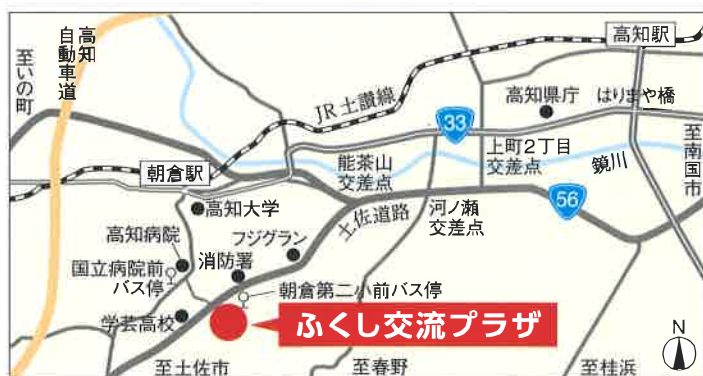 高知駅
高知自動車道
至いの町
JR土讃線
高知県庁
はりまや橋
33
朝倉駅
能茶山
交差点
上町2丁目
交差点
鏡川
至南国市
高知大学
土佐道路
河ノ瀬
交差点
56
高知病院
フジグラン
国立病院前
バス停
消防署
朝倉第二小前バス停
学芸高校
ふくし交流プラザ
至土佐市
至春野
至桂浜
N